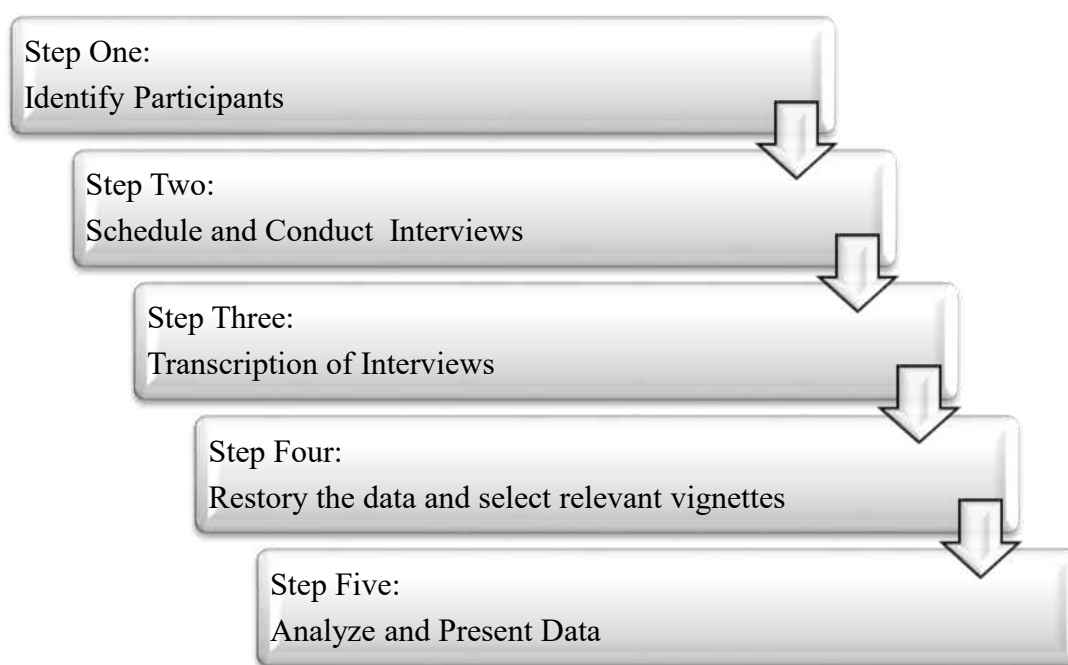 Step One:
Identify Participants
Step Two:
Schedule and Conduct  Interviews
Step Three:
Transcription of Interviews
Step Four:
Restory the data and select relevant vignettes
Step Five:
Analyze and Present Data